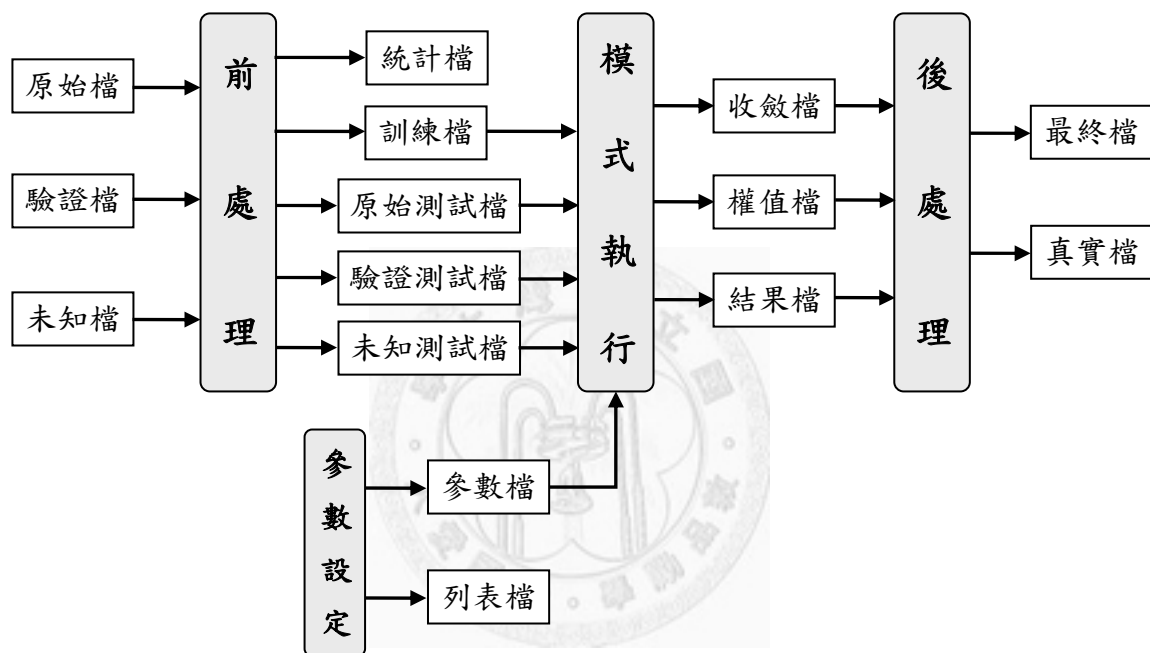 原始檔
驗證檔
未知檔
前處理
統計檔
訓練檔
原始測試檔
驗證測試檔
未知測試檔
模式執行
收斂檔
權值檔
結果檔
後處理
最終檔
真實檔
參數設定
參數檔
列表檔